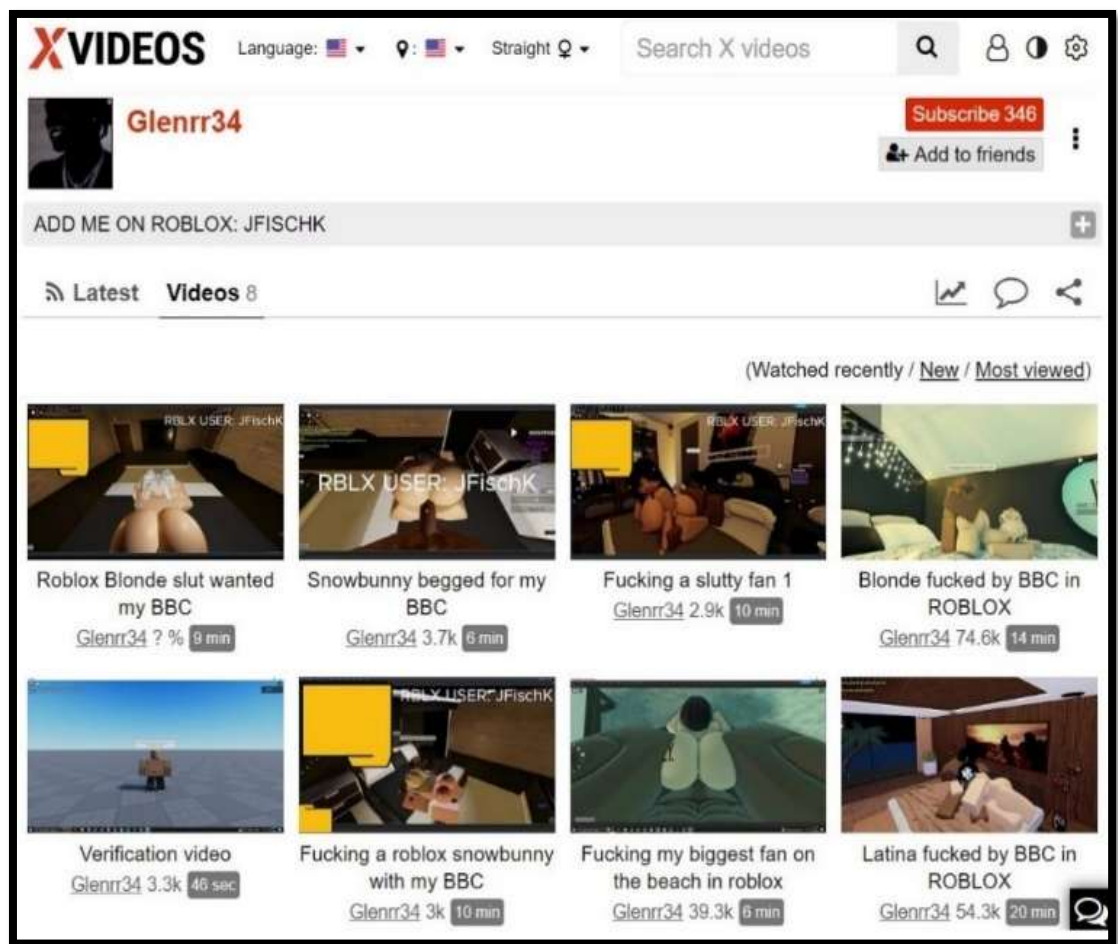 XVIDEOS Language: : Straight Search X videos
Glenrr34
Subscribe 346
Add to friends
ADD ME ON ROBLOX: JFISCHK
Latest Videos 8
(Watched recently / New / Most viewed)
RBLX USER: JFischK
RBLX USER: JFischK
RBLX USER: JFischK
Roblox Blonde slut wanted
my BBC
Glenrr34 ? % 9 min
Snowbunny begged for my
BBC
Glenrr34 3.7k 6 min
Fucking a slutty fan 1
Glenrr34 2.9k 10 min
Blonde fucked by BBC in
ROBLOX
Glenrr34 74.6k 14 min
RBLX USER: JFischK
Verification video
Glenrr34 3.3k 46 sec
Fucking a roblox snowbunny
with my BBC
Glenrr34 3k 10 min
Fucking my biggest fan on
the beach in roblox
Glenrr34 39.3k 6 min
Latina fucked by BBC in
ROBLOX
Glenrr34 54.3k 20 min